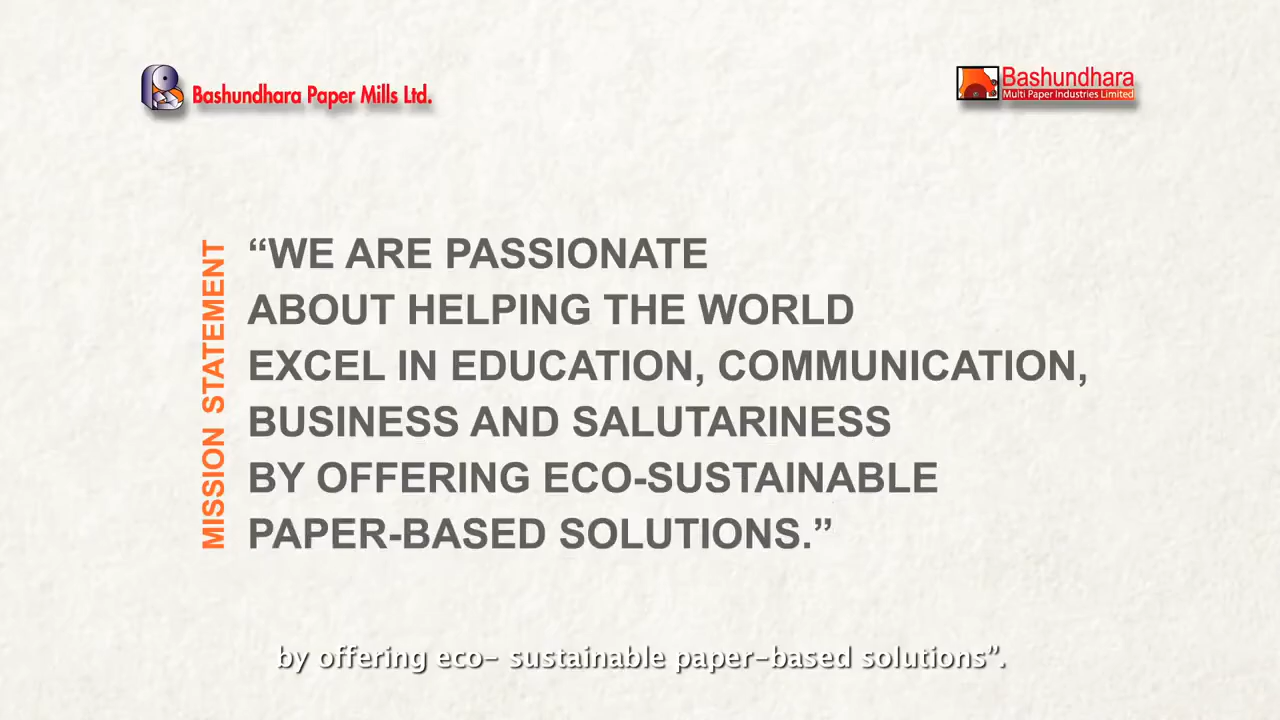 Bashundhara Paper Mills Ltd.
Bashundhara
Multi Paper Industries Limited
MISSION STATEMENT
“WE ARE PASSIONATE
ABOUT HELPING THE WORLD
EXCEL IN EDUCATION, COMMUNICATION,
BUSINESS AND SALUTARINESS
BY OFFERING ECO-SUSTAINABLE
PAPER-BASED SOLUTIONS.”
by offering eco- sustainable paper-based solutions”.